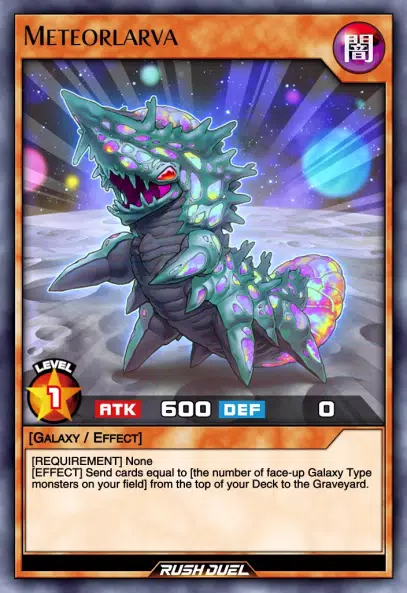 Meteorlarva
闇
LEVEL
1
ATK 600 DEF 0
[Galaxy / Effect]
[REQUIREMENT] None
[EFFECT] Send cards equal to [the number of face-up Galaxy Type
monsters on your field] from the top of your Deck to the Graveyard.
RUSH DUEL